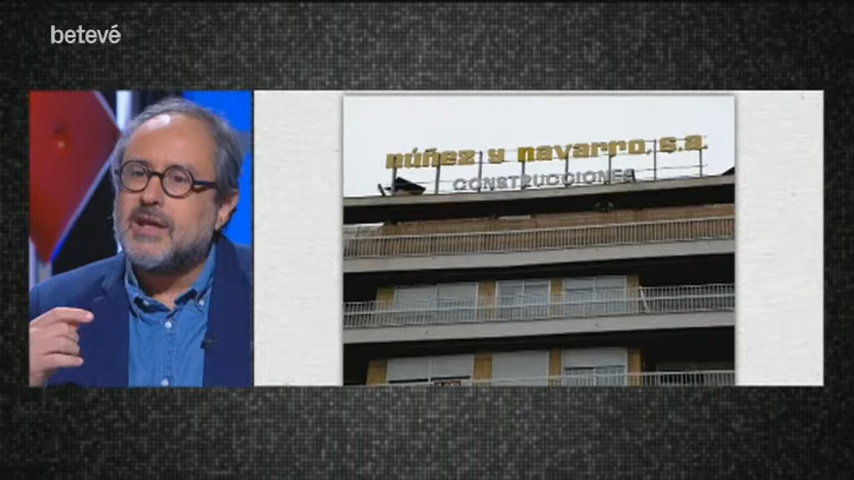 betevé
núñez y navarro, s.a.
CONSTRUCCIONES